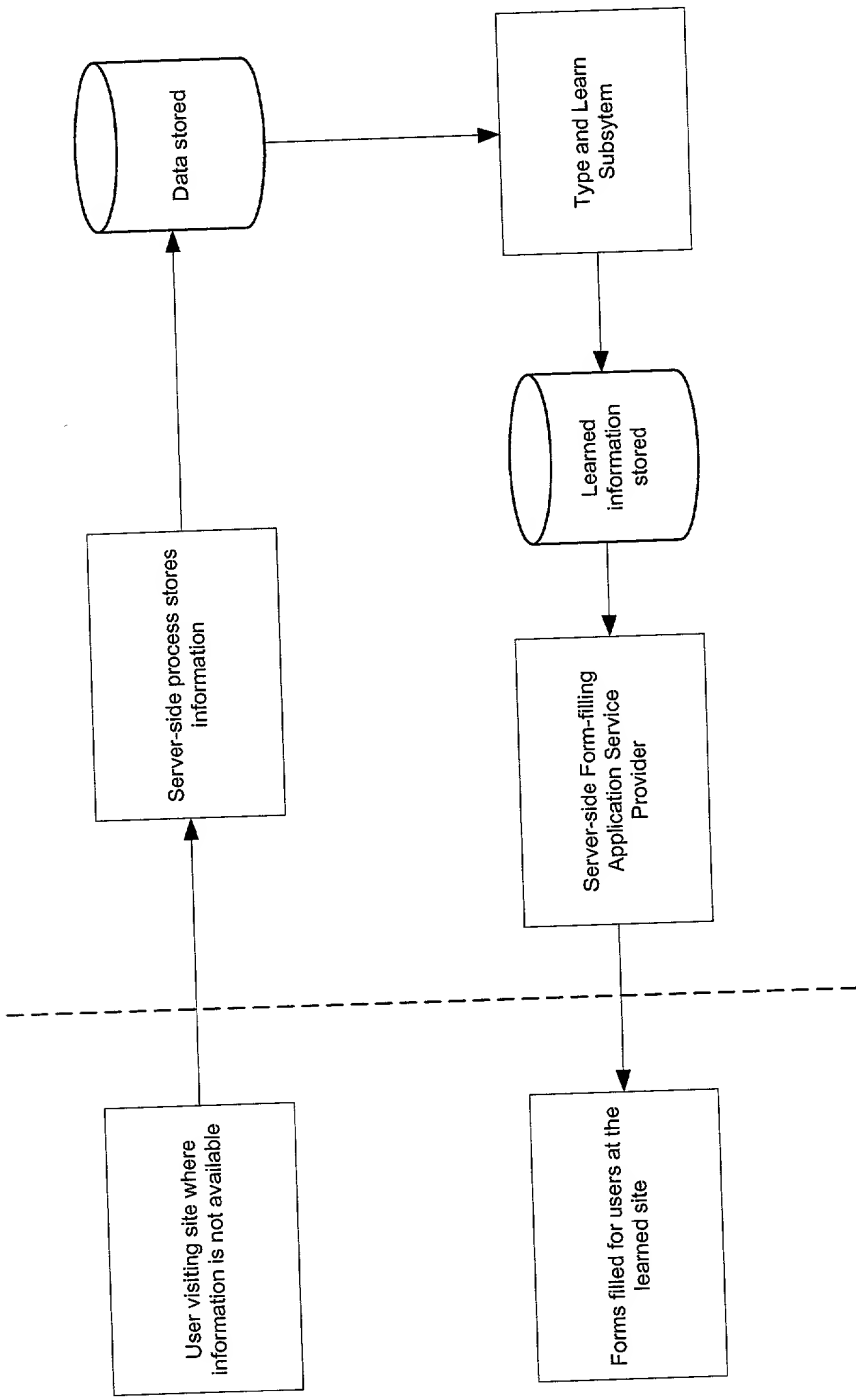 User visiting site where
information is not available
Server-side process stores
information
Data stored
Type and Learn
Subsytem
Learned
information
stored
Server-side Form-filling
Application Service
Provider
Forms filled for users at the
learned site